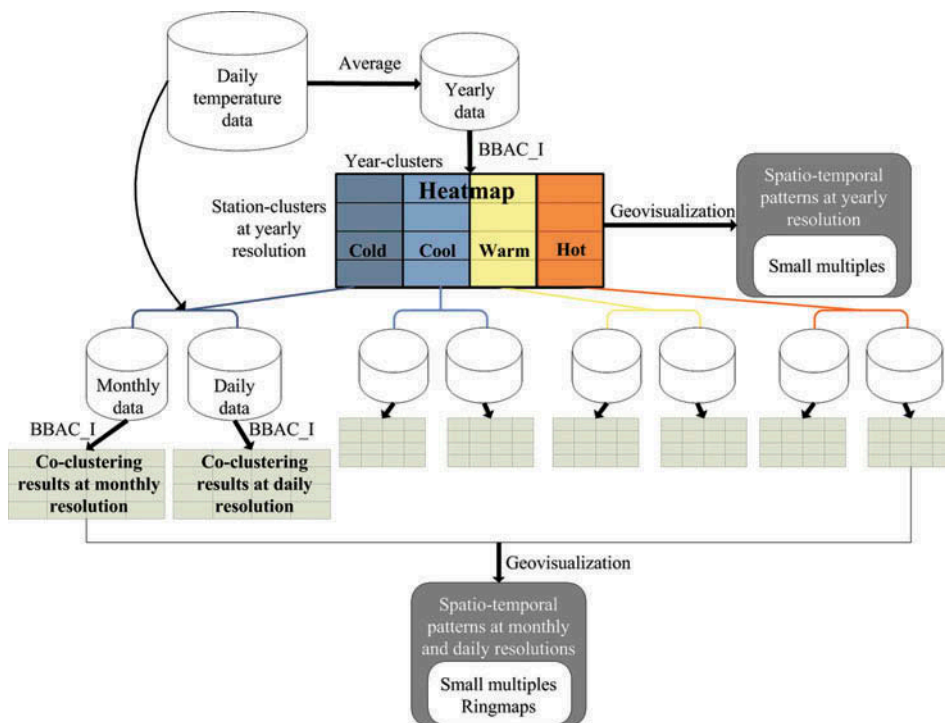 Daily
temperature
data
Average
Yearly
data
BBAC_I
Year-clusters
Heatmap
Station-clusters
at yearly
resolution
Cold
Cool
Warm
Hot
Geovisualization
Spatio-temporal
patterns at yearly
resolution
Small multiples
Monthly
data
Daily data
BBAC_I
BBAC_I
Co-clustering
results at monthly
resolution
Co-clustering
results at daily
resolution
Geovisualization
Spatio-temporal
patterns at monthly
and daily resolutions
Small multiples
Ringmaps